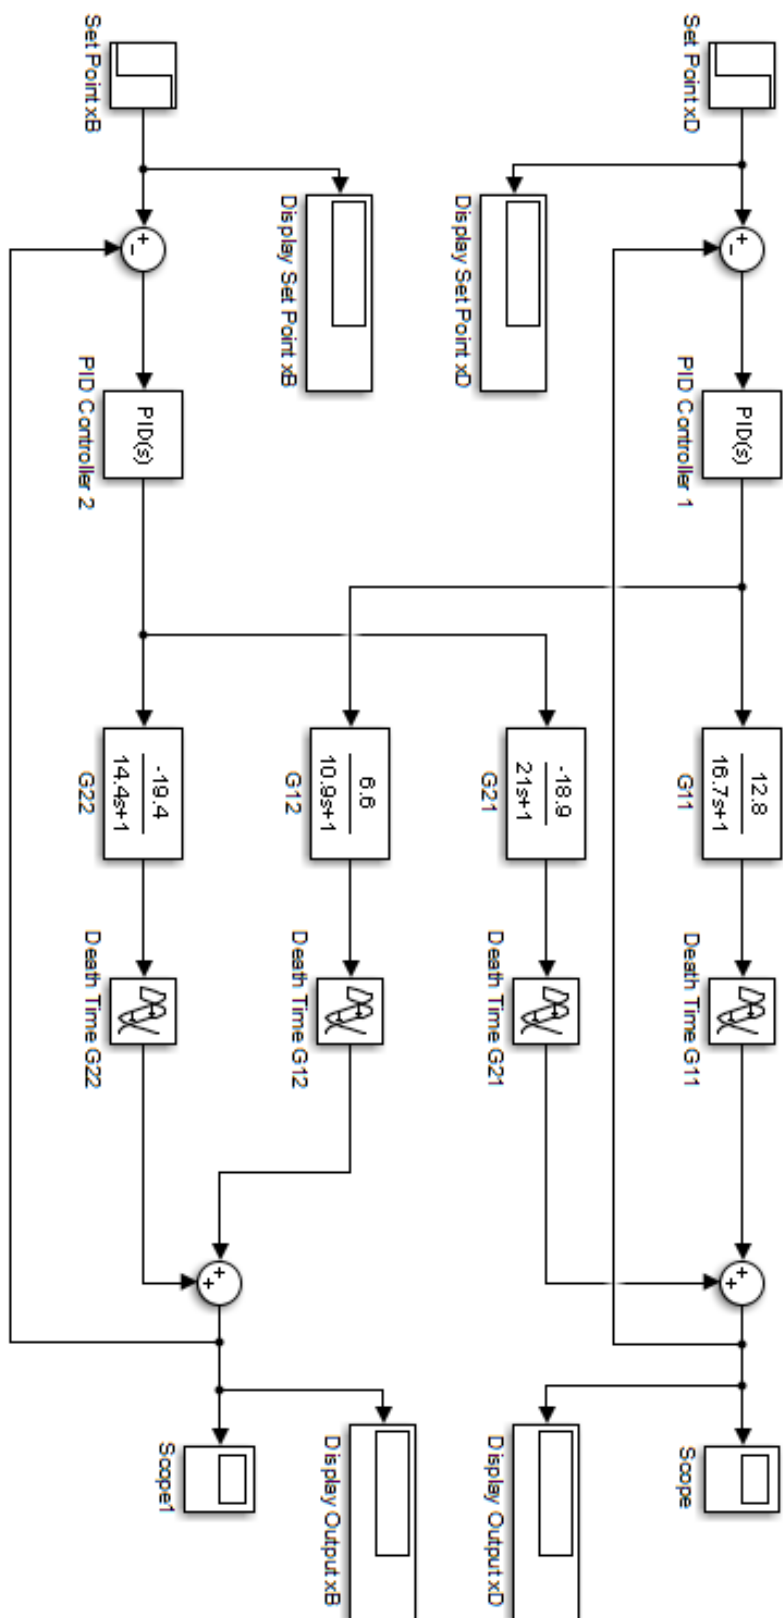 Set Point xD
+
-
PID(s)
PID Controller 1
12.8
16.7s+1
G11
Death Time G11
+
+
Scope
Display Set Point xD
-18.9
21s+1
G21
Death Time G21
Display Output xD
Display Set Point xB
6.6
10.9s+1
G12
Death Time G12
Display Output xB
Set Point xB
+
-
PID(s)
PID Controller 2
-19.4
14.4s+1
G22
Death Time G22
+
+
Scope1